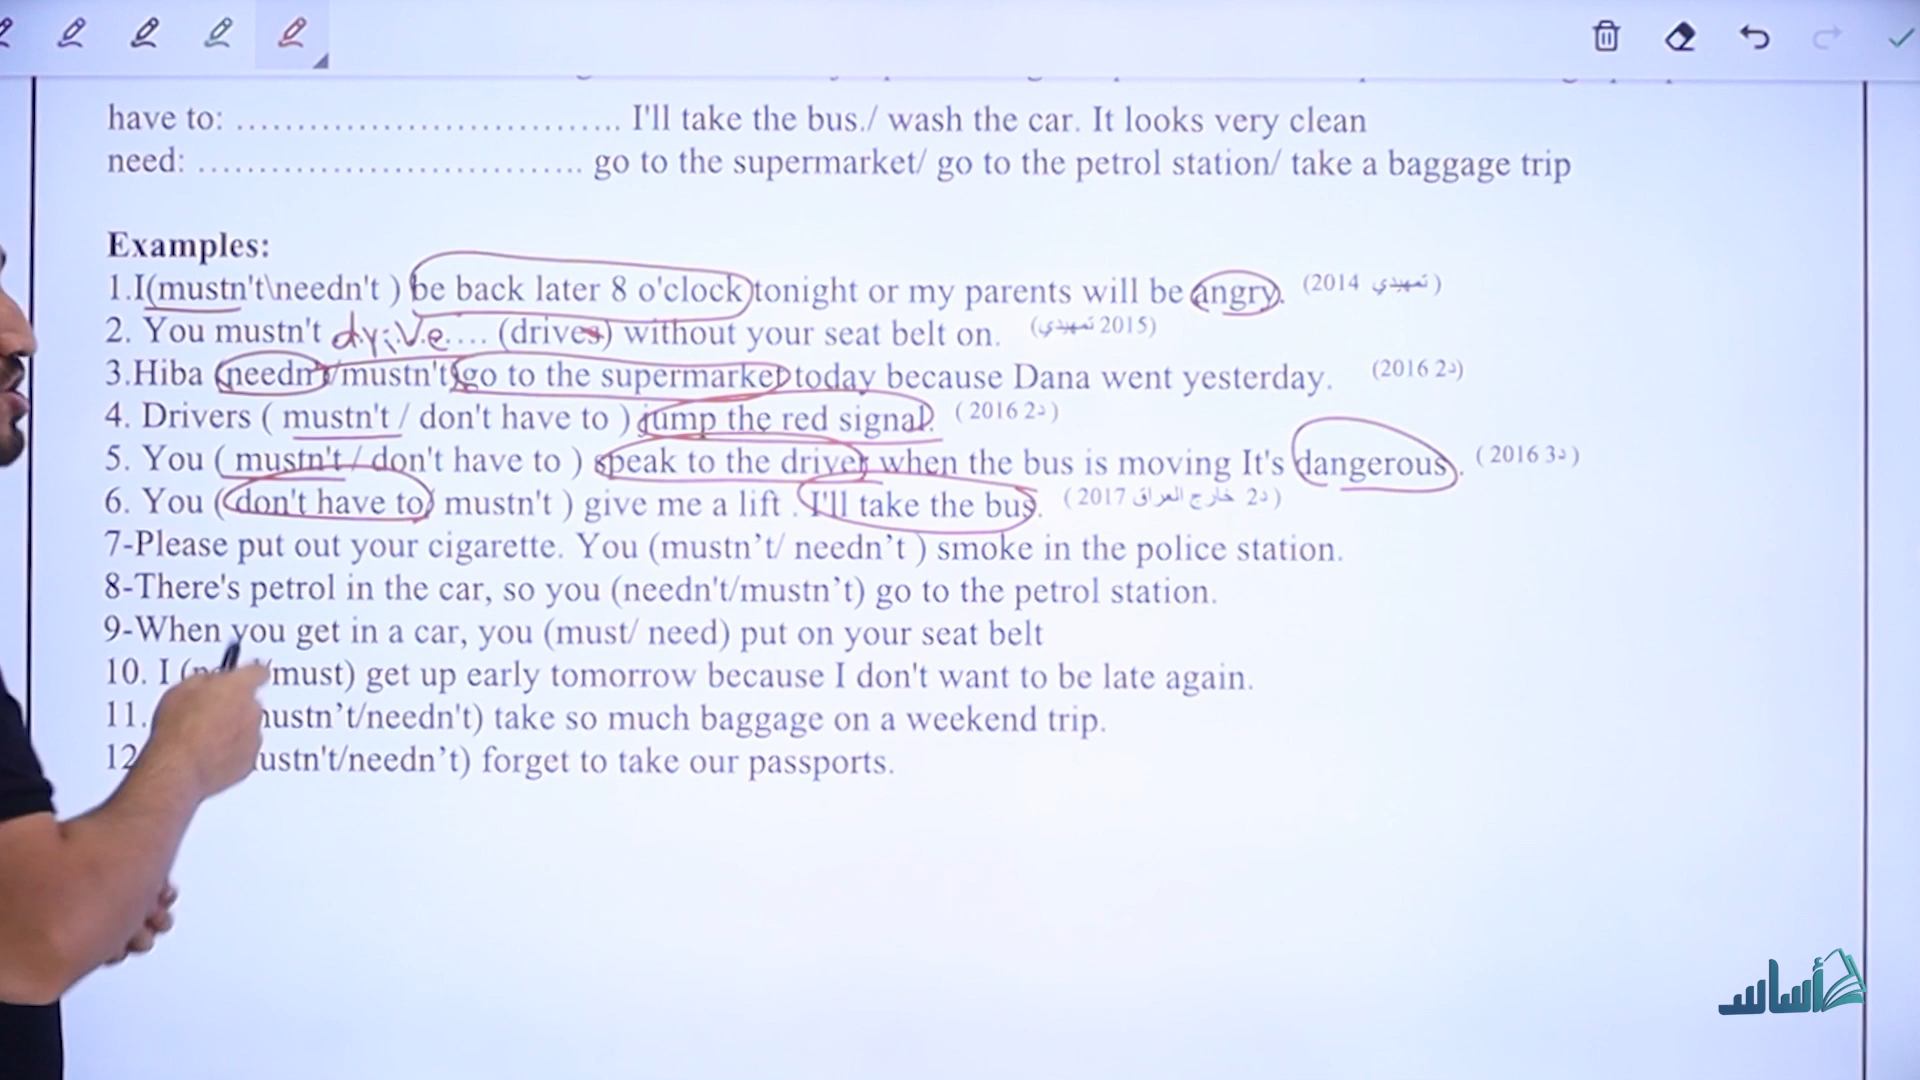 have to: ................................ I'll take the bus./ wash the car. It looks very clean
need: ................................ go to the supermarket/ go to the petrol station/ take a baggage trip
Examples:
1.I(mustn't\needn't ) be back later 8 o'clock tonight or my parents will be angry. (2014 تمهيدي)
2. You mustn't drive.... (drives) without your seat belt on. (2015 تمهيدي)
3.Hiba (needn't/mustn't) go to the supermarket today because Dana went yesterday. (2016 د2)
4. Drivers ( mustn't / don't have to ) jump the red signal. (2016 د2)
5. You ( mustn't / don't have to ) speak to the driver when the bus is moving It's dangerous. (2016 د3)
6. You (don't have to/ mustn't ) give me a lift . I'll take the bus. (2017 د2 خارج العراق)
7-Please put out your cigarette. You (mustn’t/ needn’t ) smoke in the police station.
8-There's petrol in the car, so you (needn't/mustn’t) go to the petrol station.
9-When you get in a car, you (must/ need) put on your seat belt
10. I /must) get up early tomorrow because I don't want to be late again.
11. /needn't) take so much baggage on a weekend trip.
12 /needn’t) forget to take our passports.
أساس